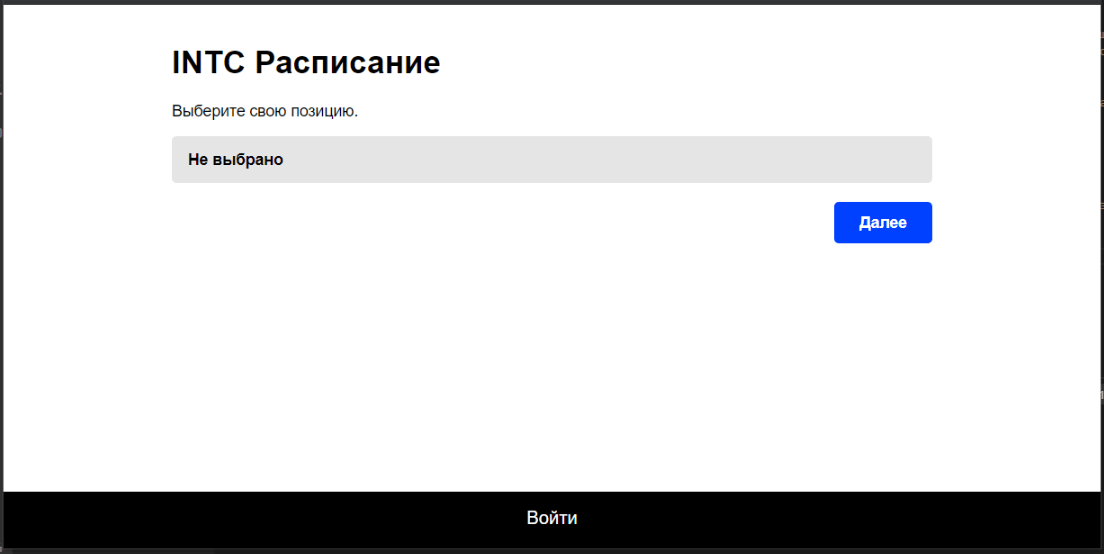 INTC Расписание
Выберите свою позицию.
Не выбрано
Далее
Войти